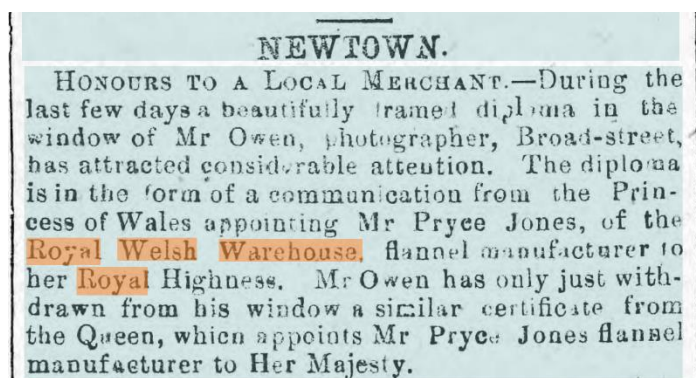 NEWTOWN.
HONOURS TO A LOCAL MERCHANT.—During the
last few days a beautifully framed diploma in the
window of Mr Owen, photographer, Broad-street,
has attracted considerable attention. The diploma
is in the form of a communication from the Prin-
cess of Wales appointing Mr Pryce Jones, of the
Royal Welsh Warehouse, flannel manufacturer to
her Royal Highness. Mr Owen has only just with-
drawn from his window a similar certificate from
the Queen, which appoints Mr Pryce Jones flannel
manufacturer to Her Majesty.